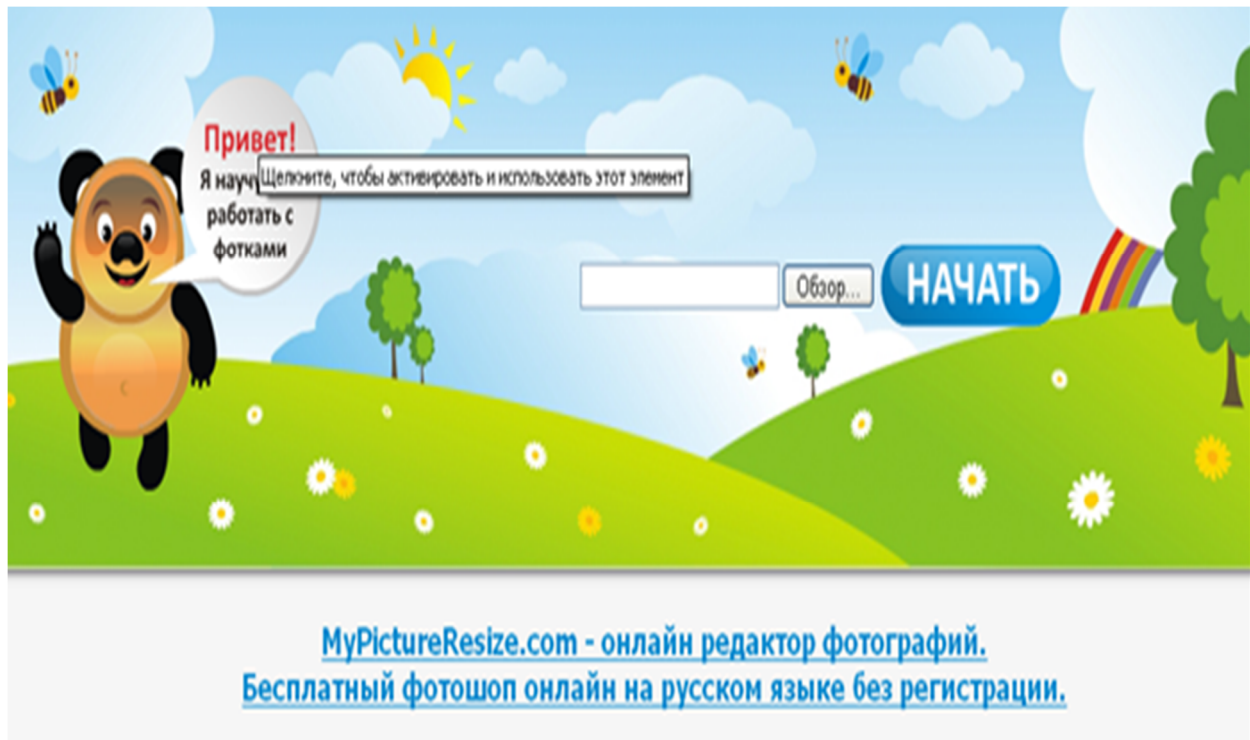 Привет!
Я науч
Щелкните, чтобы активировать и использовать этот элемент
работать с
фотками
Обзор...
НАЧАТЬ
MyPictureResize.com - онлайн редактор фотографий.
Бесплатный фотошоп онлайн на русском языке без регистрации.